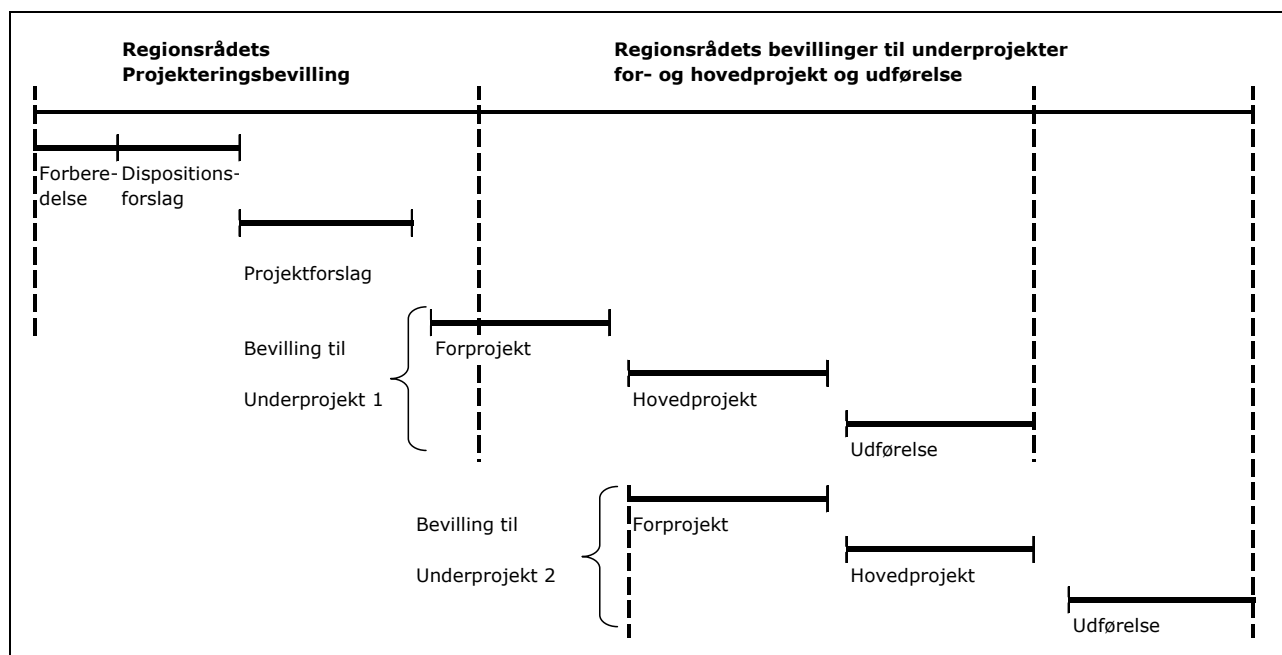 Regionsrådets
Projekteringsbevilling
Regionsrådets bevillinger til underprojekter
for- og hovedprojekt og udførelse
Forbere-
delse
Dispositions-
forslag
Projektforslag
Bevilling til
Underprojekt 1
Forprojekt
Hovedprojekt
Udførelse
Bevilling til
Underprojekt 2
Forprojekt
Hovedprojekt
Udførelse